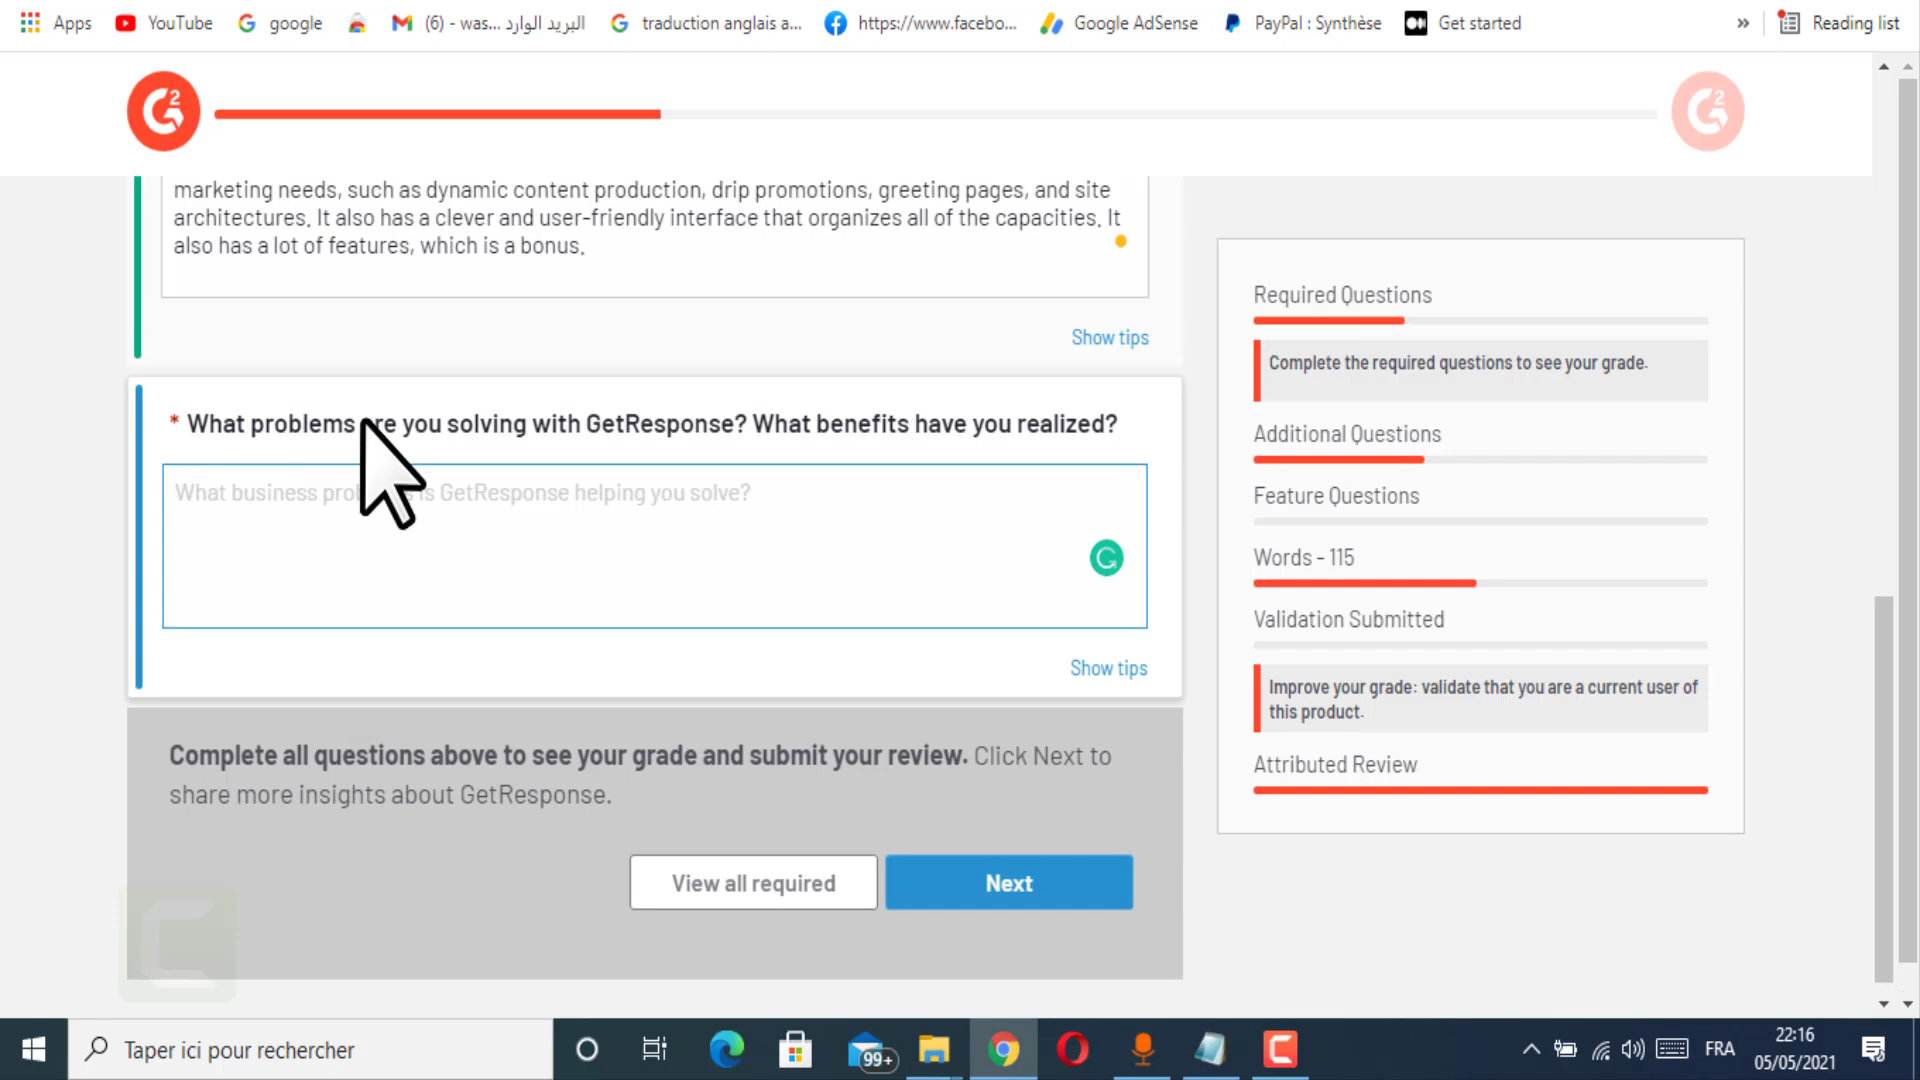 Apps YouTube google (6) - was... البريد الوارد traduction anglais a... https://www.facebo... Google AdSense PayPal : Synthèse Get started » Reading list
G2 G2
marketing needs, such as dynamic content production, drip promotions, greeting pages, and site
architectures. It also has a clever and user-friendly interface that organizes all of the capacities. It
also has a lot of features, which is a bonus.
Show tips
* What problems are you solving with GetResponse? What benefits have you realized?
What business problems is GetResponse helping you solve?
Show tips
Complete all questions above to see your grade and submit your review. Click Next to
share more insights about GetResponse.
View all required Next
Required Questions
Complete the required questions to see your grade.
Additional Questions
Feature Questions
Words - 115
Validation Submitted
Improve your grade: validate that you are a current user of
this product.
Attributed Review
Taper ici pour rechercher
99+
FRA
22:16
05/05/2021